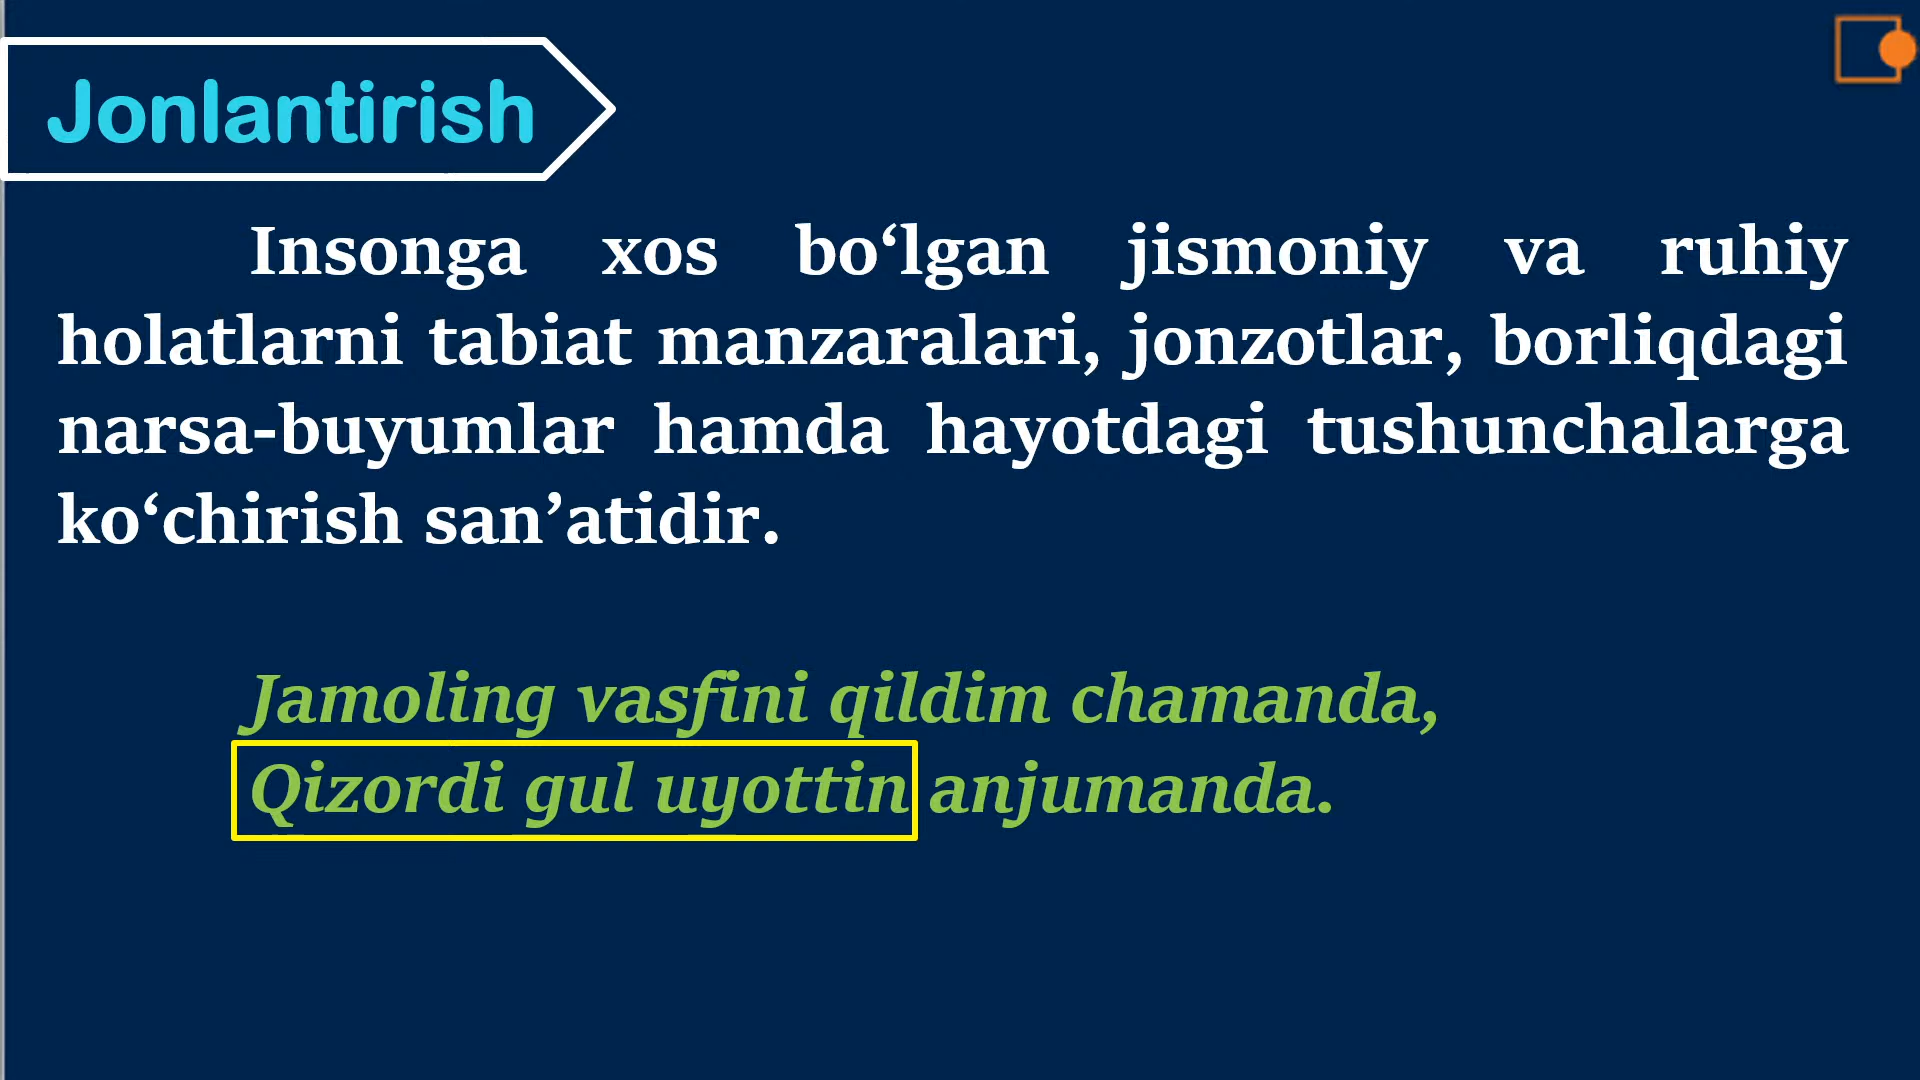 Jonlantirish
Insonga xos bo‘lgan jismoniy va ruhiy
holatlarni tabiat manzaralari, jonzotlar, borliqdagi
narsa-buyumlar hamda hayotdagi tushunchalarga
ko‘chirish san’atidir.
Jamoling vasfini qildim chamanda,
Qizordi gul uyottin anjumanda.